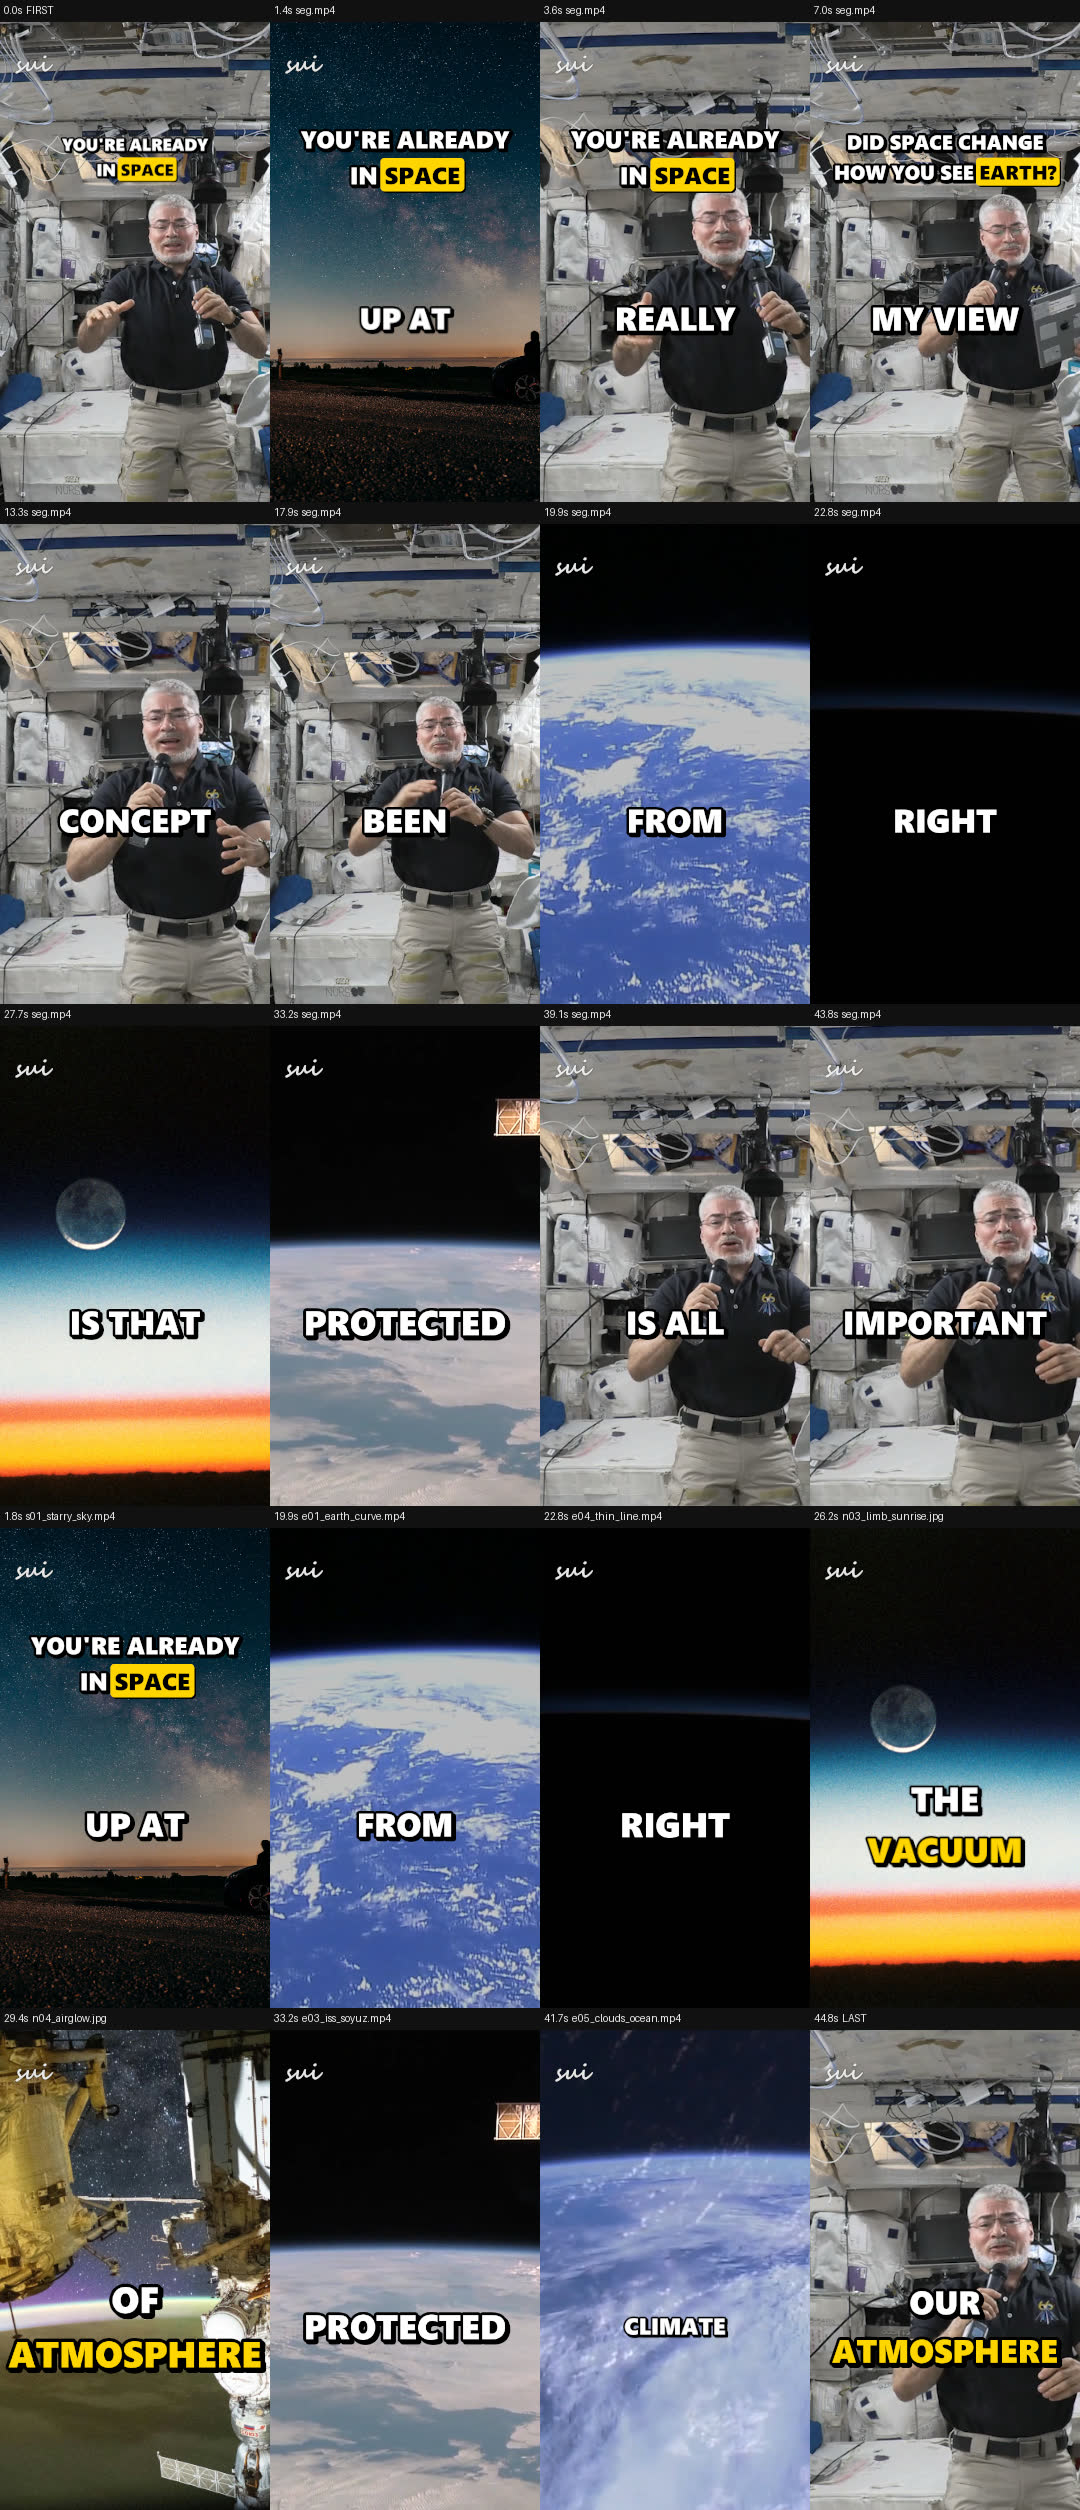 0.0s FIRST
1.4s seg.mp4
3.6s seg.mp4
7.0s seg.mp4
sui
YOU'RE ALREADY
IN SPACE
sui
YOU'RE ALREADY
IN SPACE
UP AT
sui
YOU'RE ALREADY
IN SPACE
REALLY
sui
DID SPACE CHANGE
HOW YOU SEE EARTH?
66
MY VIEW
13.3s seg.mp4
17.9s seg.mp4
19.9s seg.mp4
22.8s seg.mp4
sui
66
CONCEPT
sui
BEEN
sui
FROM
sui
RIGHT
27.7s seg.mp4
33.2s seg.mp4
39.1s seg.mp4
43.8s seg.mp4
sui
IS THAT
sui
PROTECTED
sui
66
IS ALL
sui
66
IMPORTANT
1.8s s01_starry_sky.mp4
19.9s e01_earth_curve.mp4
22.8s e04_thin_line.mp4
26.2s n03_limb_sunrise.jpg
sui
YOU'RE ALREADY
IN SPACE
UP AT
sui
FROM
sui
RIGHT
sui
THE
VACUUM
29.4s n04_airglow.jpg
33.2s e03_iss_soyuz.mp4
41.7s e05_clouds_ocean.mp4
44.8s LAST
sui
OF
ATMOSPHERE
sui
PROTECTED
sui
CLIMATE
sui
66
OUR
ATMOSPHERE